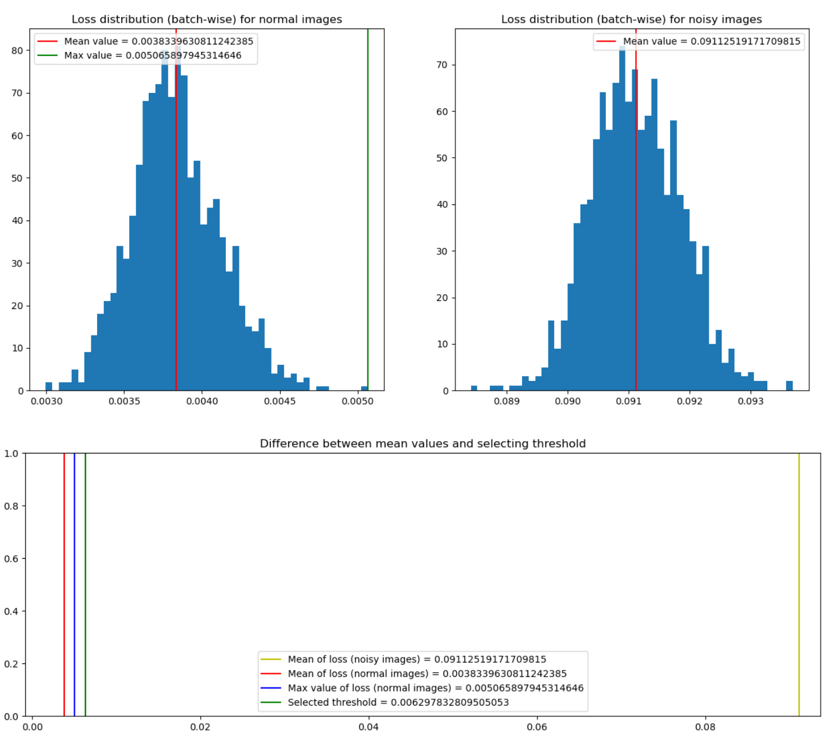 Loss distribution (batch-wise) for normal images
Mean value = 0.0038339630811242385
Max value = 0.005065897945314646
80
70
60
50
40
30
20
10
0
0.0030 0.0035 0.0040 0.0045 0.0050
Loss distribution (batch-wise) for noisy images
Mean value = 0.09112519171709815
70
60
50
40
30
20
10
0
0.089 0.090 0.091 0.092 0.093
Difference between mean values and selecting threshold
1.0
0.8
0.6
0.4
0.2
0.0
Mean of loss (noisy images) = 0.09112519171709815
Mean of loss (normal images) = 0.0038339630811242385
Max value of loss (normal images) = 0.005065897945314646
Selected threshold = 0.006297832809505053
0.00 0.02 0.04 0.06 0.08